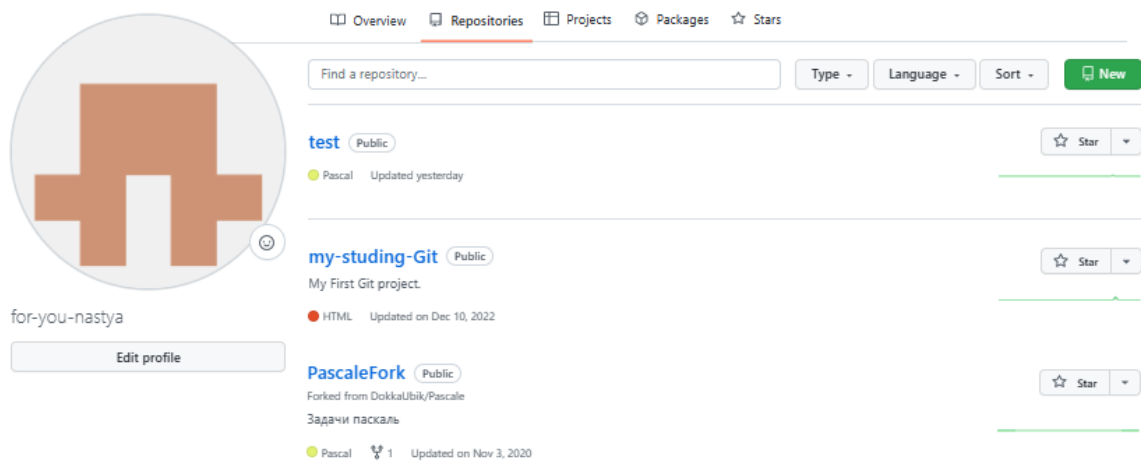 Overview Repositories Projects Packages Stars
Find a repository...
Type Language Sort New
test Public
Star
Pascal Updated yesterday
my-studing-Git Public
Star
My First Git project.
HTML Updated on Dec 10, 2022
for-you-nastya
Edit profile
PascaleFork Public
Star
Forked from DokkaUbik/Pascale
Задачи паскаль
Pascal 1 Updated on Nov 3, 2020